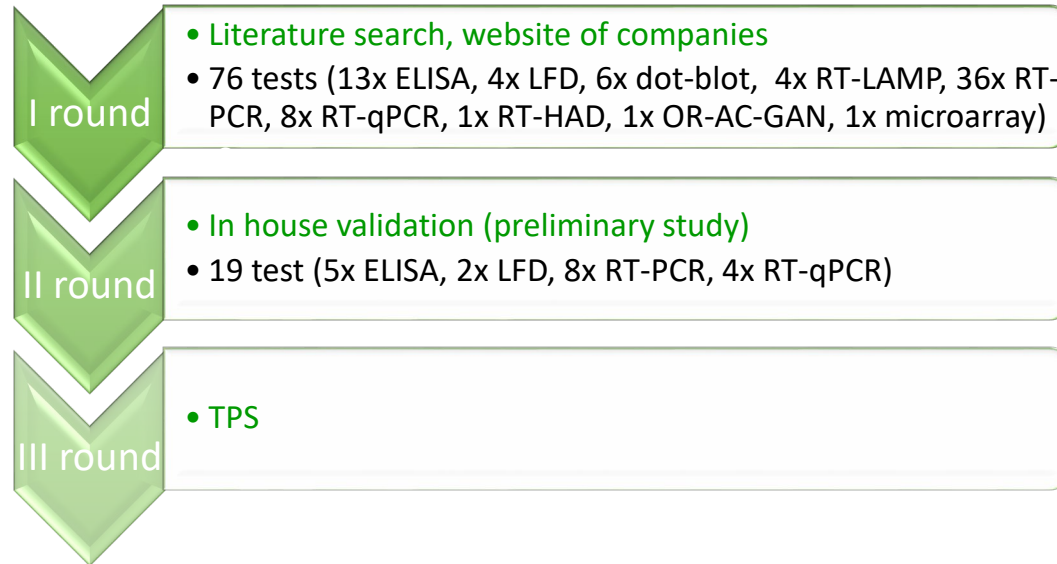 I round
• Literature search, website of companies
• 76 tests (13x ELISA, 4x LFD, 6x dot-blot, 4x RT-LAMP, 36x RT-
PCR, 8x RT-qPCR, 1x RT-HAD, 1x OR-AC-GAN, 1x microarray)
II round
• In house validation (preliminary study)
• 19 test (5x ELISA, 2x LFD, 8x RT-PCR, 4x RT-qPCR)
III round
• TPS